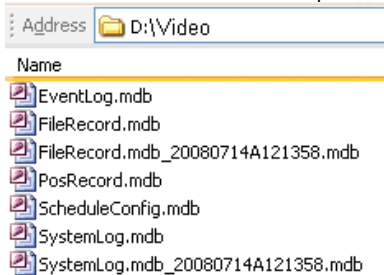 Address D:\Video
Name
EventLog.mdb
FileRecord.mdb
FileRecord.mdb_20080714A121358.mdb
PosRecord.mdb
ScheduleConfig.mdb
SystemLog.mdb
SystemLog.mdb_20080714A121358.mdb